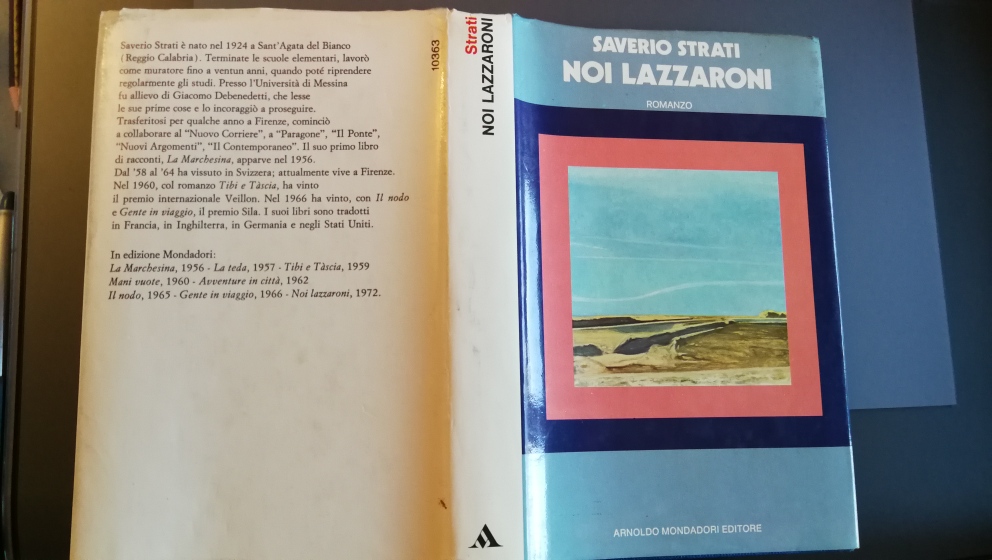 Saverio Strati è nato nel 1924 a Sant'Agata del Bianco
(Reggio Calabria). Terminate le scuole elementari, lavorò
come muratore fino a ventun anni, quando poté riprendere
regolarmente gli studi. Presso l'Università di Messina
fu allievo di Giacomo Debenedetti, che lesse
le sue prime cose e lo incoraggiò a proseguire.
Trasferitosi per qualche anno a Firenze, cominciò
a collaborare al "Nuovo Corriere", a "Paragone", "Il Ponte",
"Nuovi Argomenti", "Il Contemporaneo". Il suo primo libro
di racconti, La Marchesina, apparve nel 1956.
Dal '58 al '64 ha vissuto in Svizzera; attualmente vive a Firenze.
Nel 1960, col romanzo Tibi e Tàscia, ha vinto
il premio internazionale Veillon. Nel 1966 ha vinto, con Il nodo
e Gente in viaggio, il premio Sila. I suoi libri sono tradotti
in Francia, in Inghilterra, in Germania e negli Stati Uniti.
In edizione Mondadori:
La Marchesina, 1956 - La teda, 1957 - Tibi e Tàscia, 1959
Mani vuote, 1960 - Avventure in città, 1962
Il nodo, 1965 - Gente in viaggio, 1966 - Noi lazzaroni, 1972.
10363
Strati
NOI LAZZARONI
SAVERIO STRATI
NOI LAZZARONI
ROMANZO
ARNOLDO MONDADORI EDITORE